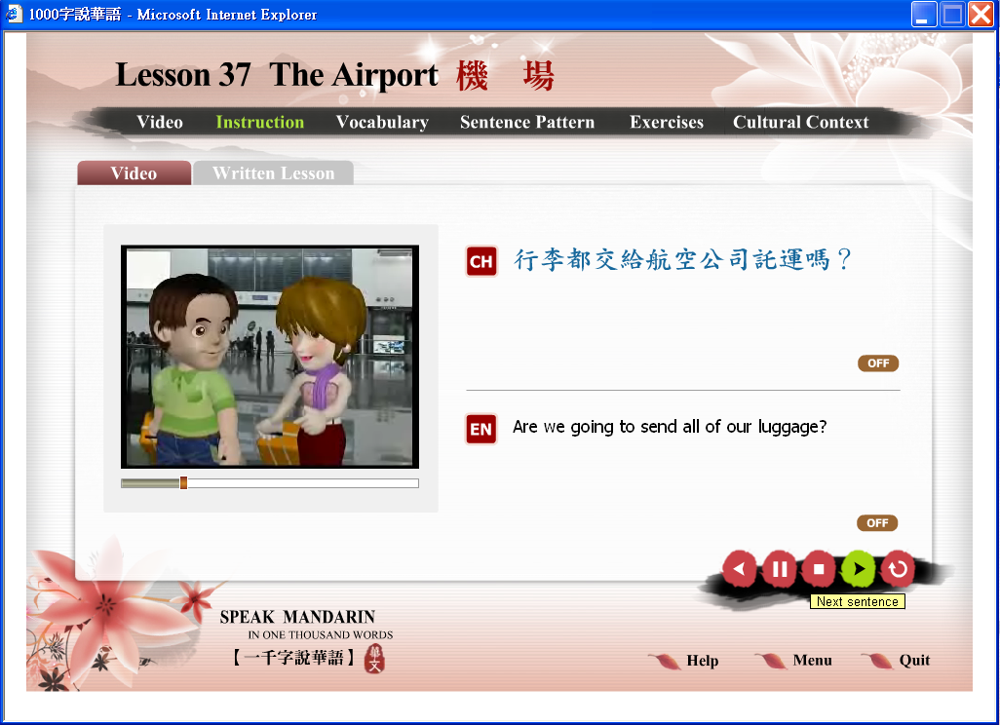 1000字說華語 - Microsoft Internet Explorer
Lesson 37 The Airport 機 場
Video Instruction Vocabulary Sentence Pattern Exercises Cultural Context
Video Written Lesson
CH 行李都交給航空公司託運嗎？
OFF
EN Are we going to send all of our luggage?
OFF
Next sentence
SPEAK MANDARIN
IN ONE THOUSAND WORDS
【一千字說華語】 華文
Help Menu Quit